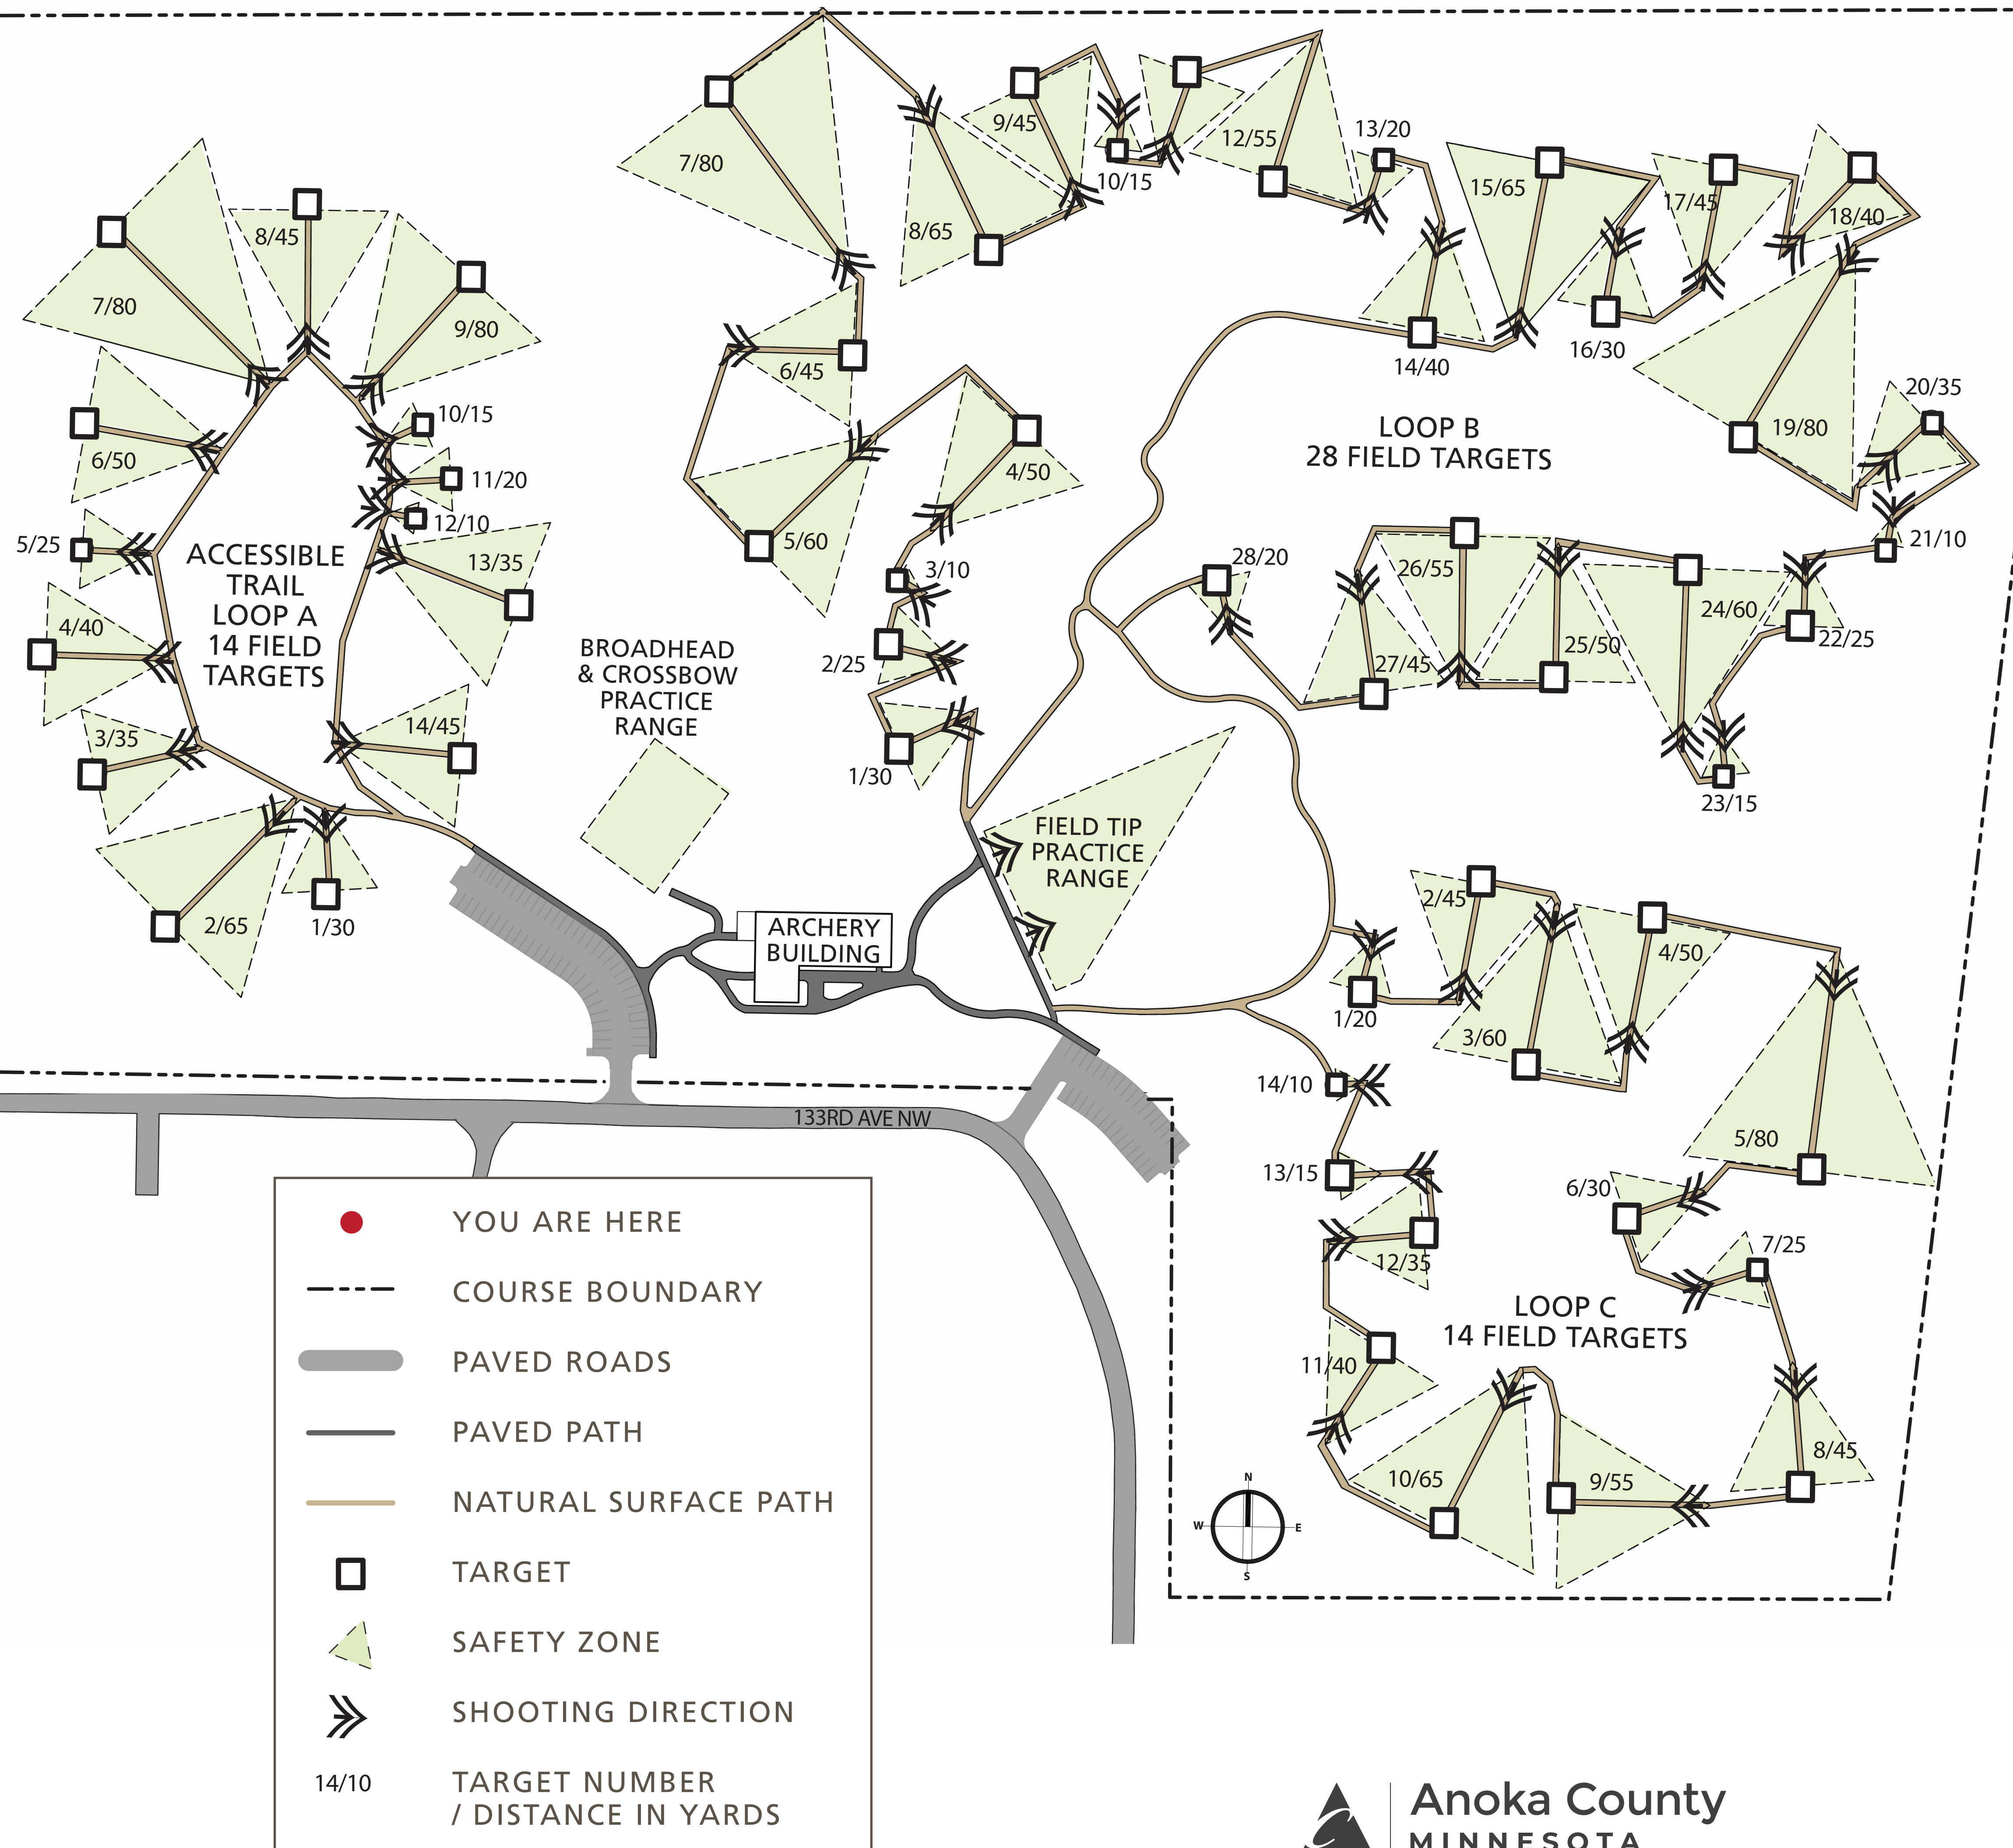 7/80
8/45
9/80
6/50
10/15
11/20
12/10
5/25
13/35
4/40
3/35
14/45
2/65
1/30
ACCESSIBLE
TRAIL
LOOP A
14 FIELD
TARGETS
7/80
9/45
8/65
10/15
12/55
13/20
15/65
17/45
18/40
14/40
16/30
19/80
20/35
21/10
6/45
5/60
4/50
3/10
2/25
1/30
LOOP B
28 FIELD TARGETS
28/20
26/55
27/45
25/50
24/60
22/25
23/15
BROADHEAD
& CROSSBOW
PRACTICE
RANGE
FIELD TIP
PRACTICE
RANGE
ARCHERY
BUILDING
133RD AVE NW
1/20
2/45
3/60
4/50
5/80
6/30
7/25
8/45
9/55
10/65
11/40
12/35
13/15
14/10
LOOP C
14 FIELD TARGETS
N
W
E
S
YOU ARE HERE
COURSE BOUNDARY
PAVED ROADS
PAVED PATH
NATURAL SURFACE PATH
TARGET
SAFETY ZONE
SHOOTING DIRECTION
14/10
TARGET NUMBER
/ DISTANCE IN YARDS
Anoka County
MINNESOTA